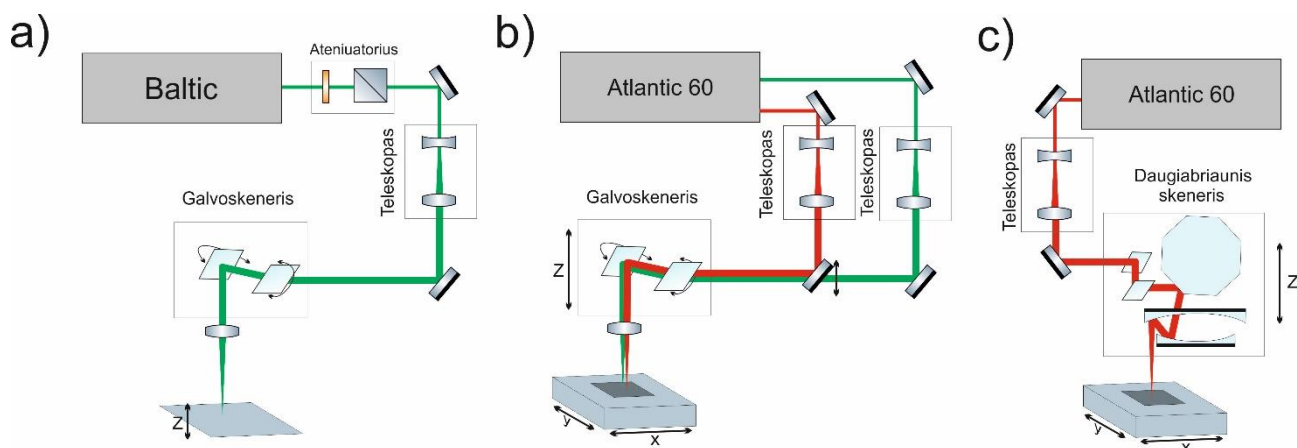 a)
Baltic
Ateniuatorius
Teleskopas
Galvoskeneris
Z
b)
Atlantic 60
Teleskopas
Teleskopas
Galvoskeneris
Z
y
x
c)
Atlantic 60
Teleskopas
Daugiabriaunis
skeneris
Z
y
x